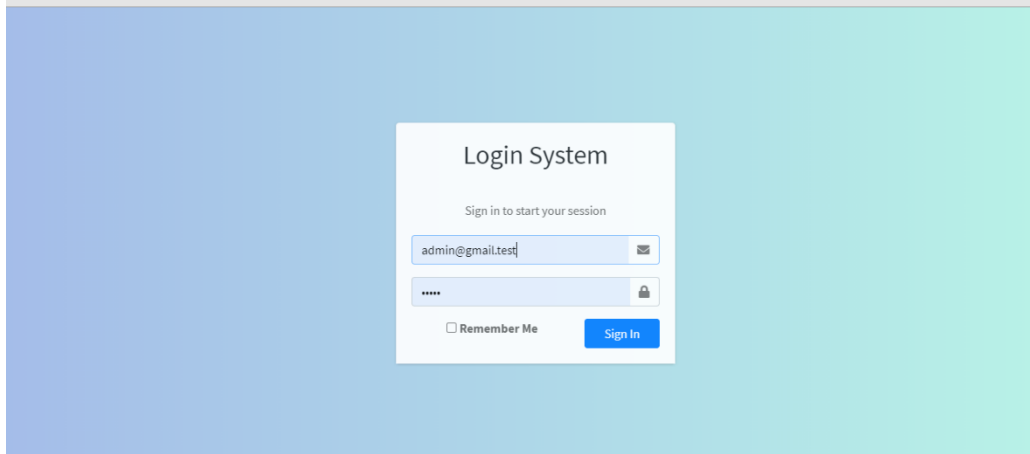 Login System
Sign in to start your session
admin@gmail.test
•••••
Remember Me
Sign In